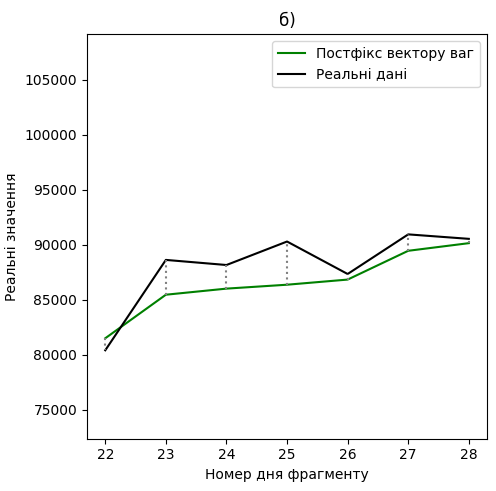 б)
Постфікс вектору ваг
Реальні дані
105000
100000
95000
90000
85000
80000
75000
Реальні значення
22 23 24 25 26 27 28
Номер дня фрагменту